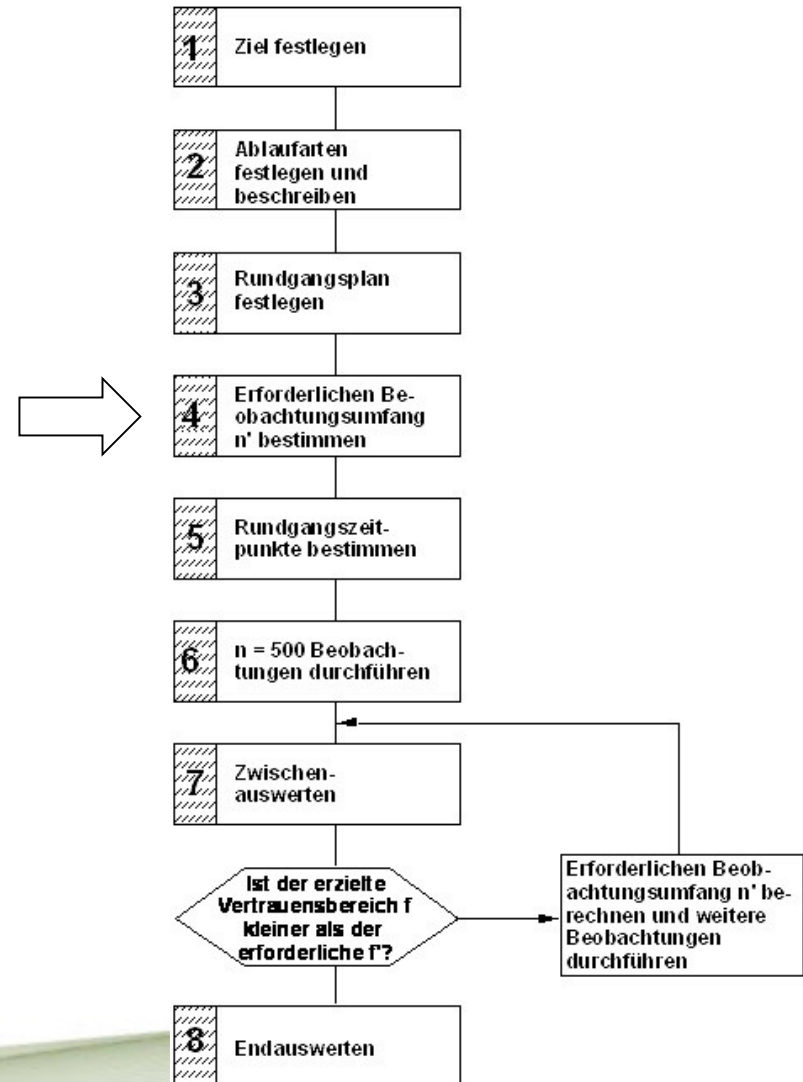 1
Ziel festlegen
2
Ablaufarten
festlegen und
beschreiben
3
Rundgangsplan
festlegen
4
Erforderlichen Be-
obachtungsumfang
n' bestimmen
5
Rundgangszeit-
punkte bestimmen
6
n = 500 Beobach-
tungen durchführen
7
Zwischen-
auswerten
Ist der erzielte
Vertrauensbereich f
kleiner als der
erforderliche f'?
Erforderlichen Beob-
achtungsumfang n' be-
rechnen und weitere
Beobachtungen
durchführen
8
Endauswerten